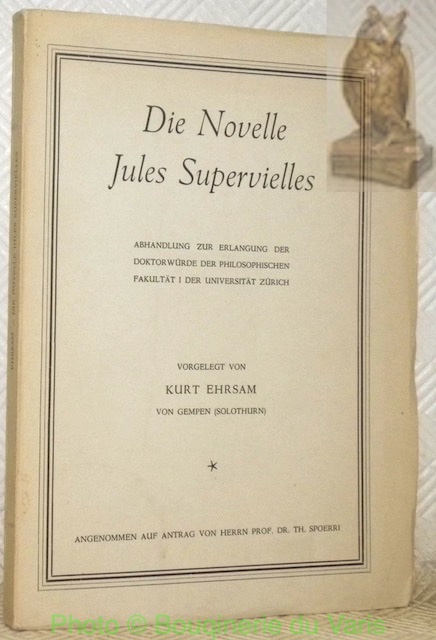 Die Novelle
Jules Supervielles
ABHANDLUNG ZUR ERLANGUNG DER
DOKTORWÜRDE DER PHILOSOPHISCHEN
FAKULTÄT I DER UNIVERSITÄT ZÜRICH
VORGELEGT VON
KURT EHRSAM
VON GEMPEN (SOLOTHURN)
ANGENOMMEN AUF ANTRAG VON HERRN PROF. DR. TH. SPOERRI
Photo © Bouquinerie du Varis